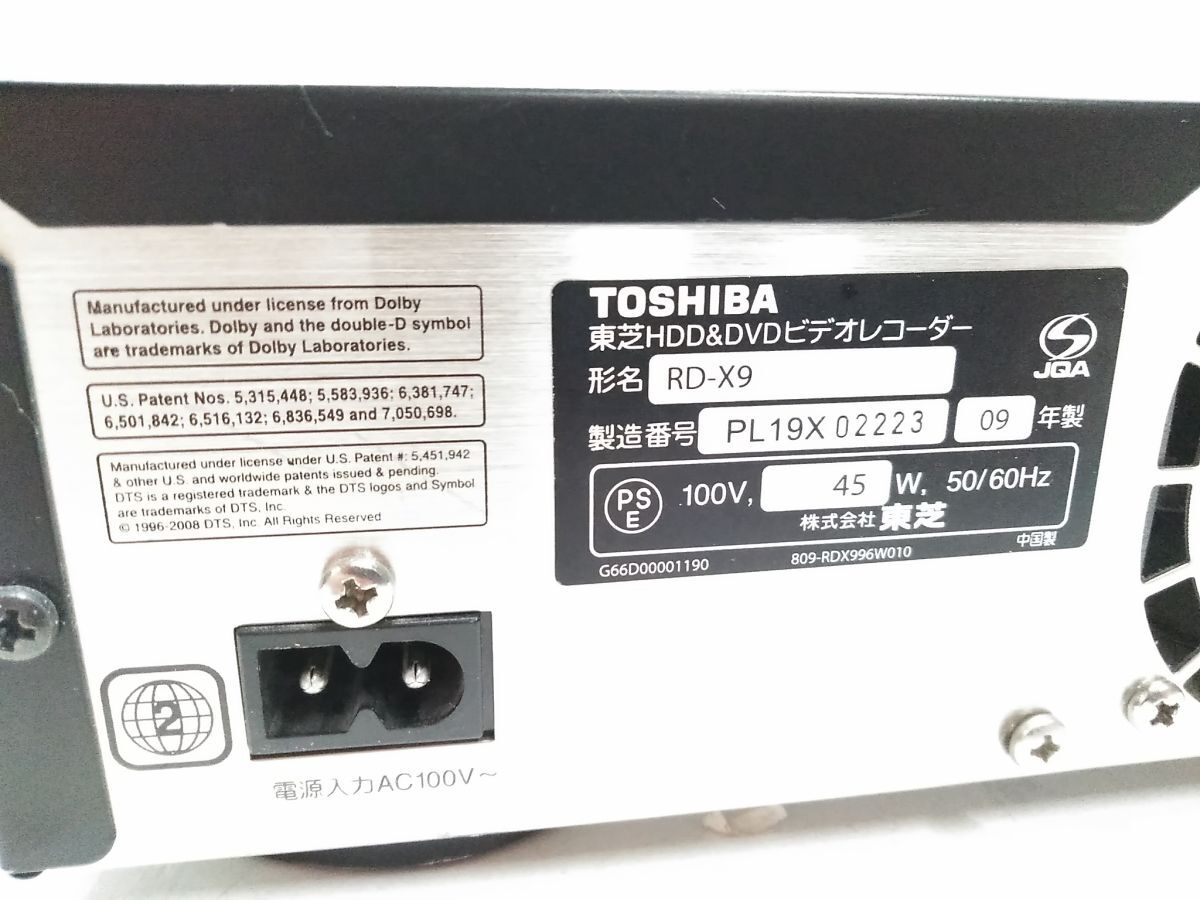 Manufactured under license from Dolby
Laboratories. Dolby and the double-D symbol
are trademarks of Dolby Laboratories.
U.S. Patent Nos. 5,315,448; 5,583,936; 6,381,747;
6,501,842; 6,516,132; 6,836,549 and 7,050,698.
Manufactured under license under U.S. Patent #: 5,451,942
& other U.S. and worldwide patents issued & pending.
DTS is a registered trademark & the DTS logos and Symbol
are trademarks of DTS, Inc.
© 1996-2008 DTS, Inc. All Rights Reserved
2
電源入力AC100V～
TOSHIBA
東芝HDD&DVDビデオレコーダー
JQA
形名 RD-X9
製造番号 PL19X 02223 09 年製
PS
E
100V, 45 W, 50/60Hz
株式会社 東芝
中国製
G66D00001190 809-RDX996W010